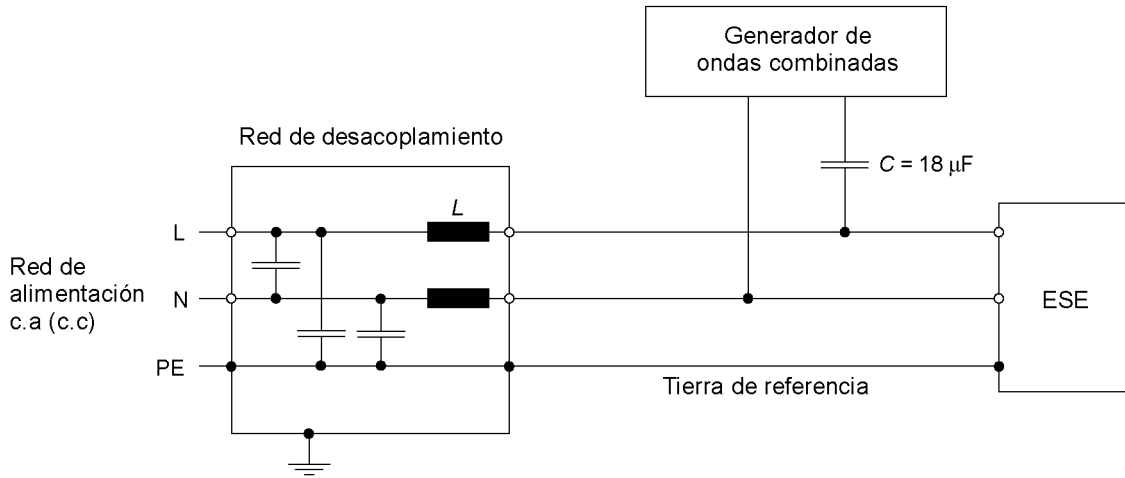 Generador de
ondas combinadas
Red de desacoplamiento
C = 18 μF
L
L
Red de
alimentación
c.a (c.c)
N
ESE
PE
Tierra de referencia